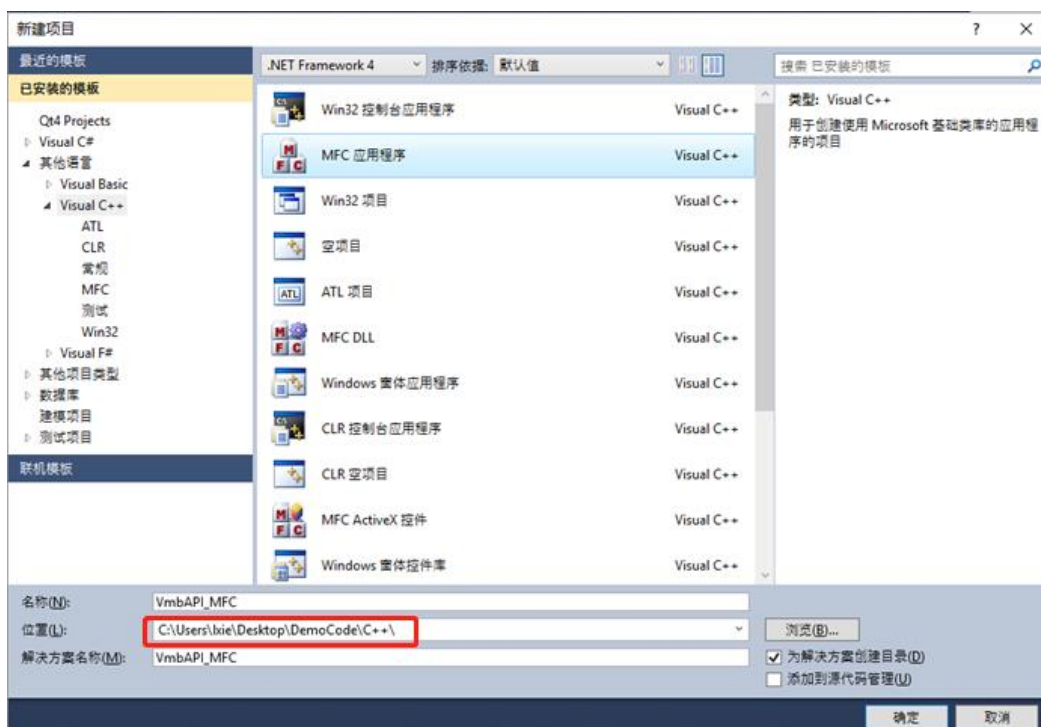 新建项目
?
最近的模板
已安装的模板
Qt4 Projects
Visual C#
其他语言
Visual Basic
Visual C++
ATL
CLR
常规
MFC
测试
Win32
Visual F#
其他项目类型
数据库
建模项目
测试项目
联机模板
.NET Framework 4 排序依据: 默认值
Win32 控制台应用程序 Visual C++
MFC 应用程序 Visual C++
Win32 项目 Visual C++
空项目 Visual C++
ATL 项目 Visual C++
MFC DLL Visual C++
Windows 窗体应用程序 Visual C++
CLR 控制台应用程序 Visual C++
CLR 空项目 Visual C++
MFC ActiveX 控件 Visual C++
Windows 窗体控件库 Visual C++
搜索 已安装的模板
类型: Visual C++
用于创建使用 Microsoft 基础类库的应用程
序的项目
名称(N): VmbAPI_MFC
位置(L): C:\Users\lxie\Desktop\DemoCode\C++\ 浏览(B)...
解决方案名称(M): VmbAPI_MFC
为解决方案创建目录(D)
添加到源代码管理(U)
确定 取消